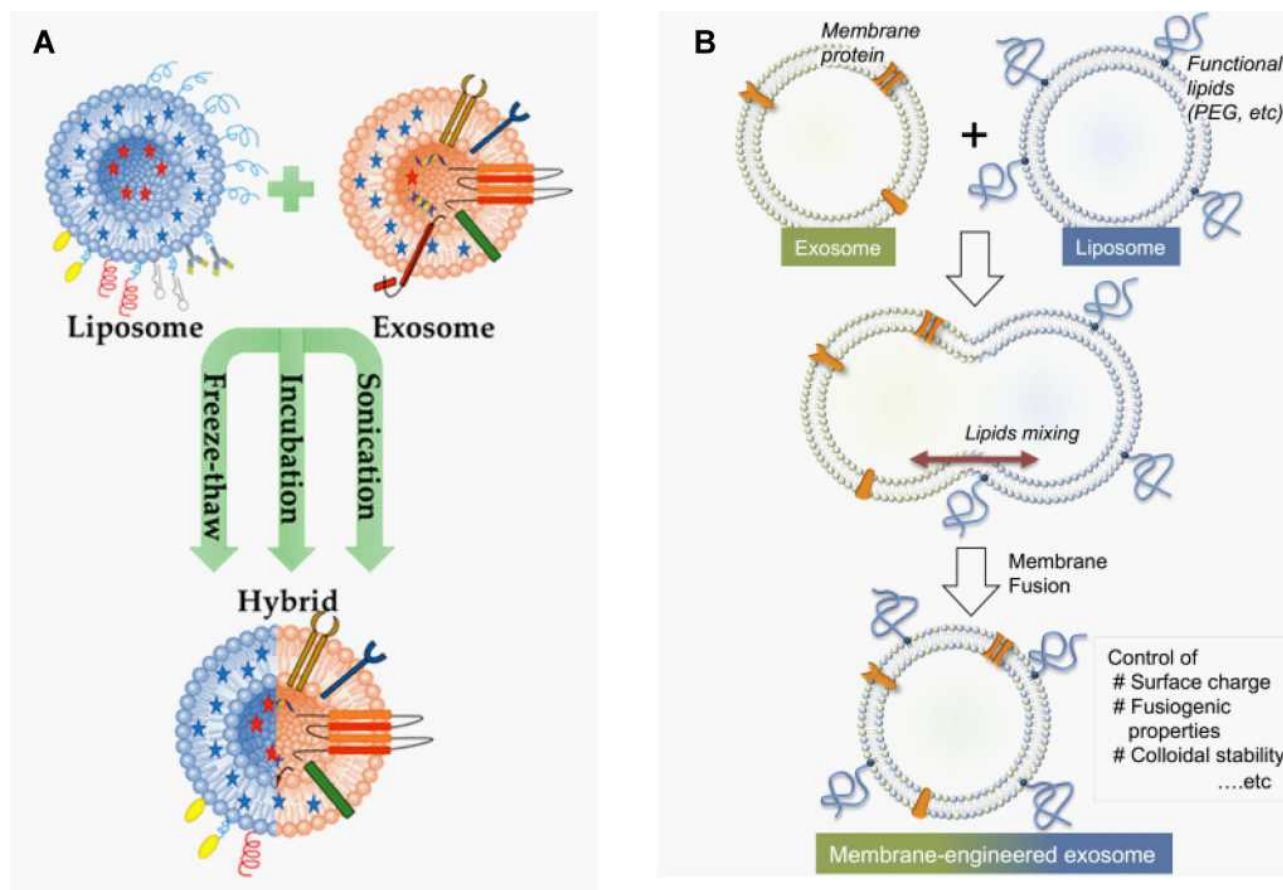 A
Liposome
Exosome
Freeze-thaw
Incubation
Sonication
Hybrid
B
Membrane
protein
Functional
lipids
(PEG, etc)
+
Exosome
Liposome
Lipids mixing
Membrane
Fusion
Control of
# Surface charge
# Fusiogenic
properties
# Colloidal stability
....etc
Membrane-engineered exosome